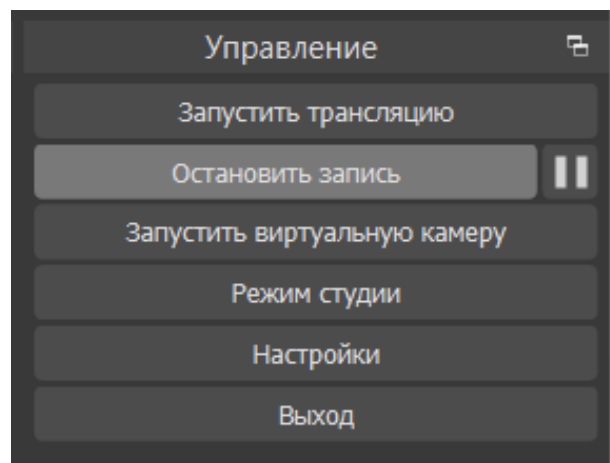 Управление
Запустить трансляцию
Остановить запись
Запустить виртуальную камеру
Режим студии
Настройки
Выход